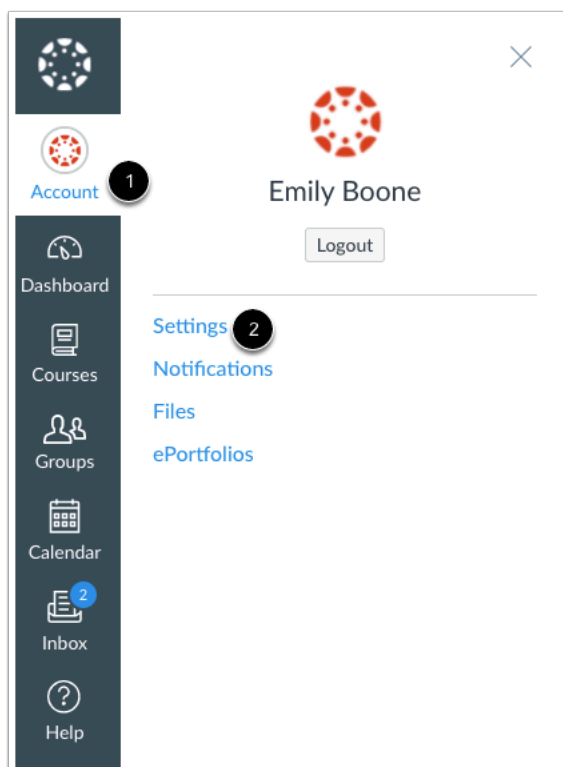 Account
1
Dashboard
Courses
Groups
Calendar
2
Inbox
Help
Emily Boone
Logout
Settings 2
Notifications
Files
ePortfolios